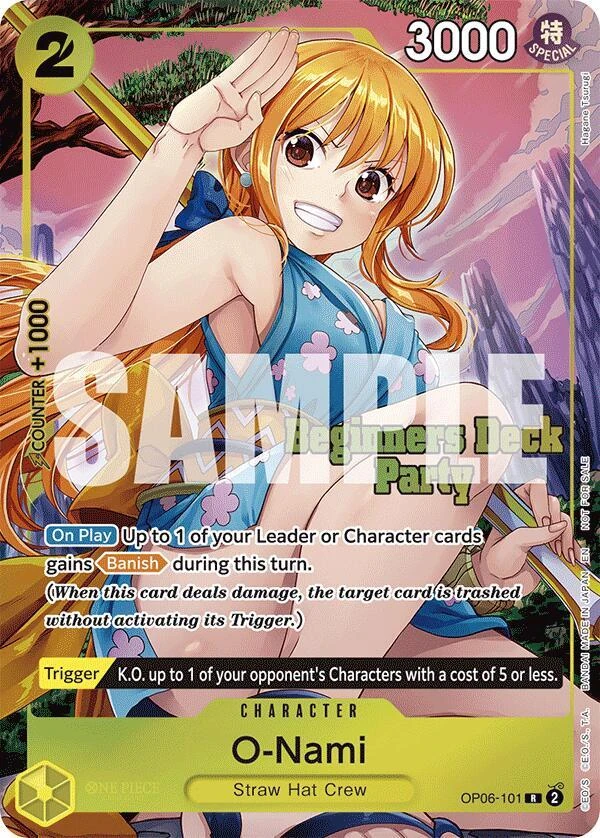 2
3000
特
SPECIAL
Hagane Tsurugi
COUNTER +1000
SAMPLE
Beginners Deck
Party
On Play Up to 1 of your Leader or Character cards
gains Banish during this turn.
(When this card deals damage, the target card is trashed
without activating its Trigger.)
Trigger K.O. up to 1 of your opponent's Characters with a cost of 5 or less.
CHARACTER
O-Nami
Straw Hat Crew
ONE PIECE
OP06-101 R 2
©E.O./S., T.A. BANDAI MADE IN JAPAN EN NOT FOR SALE